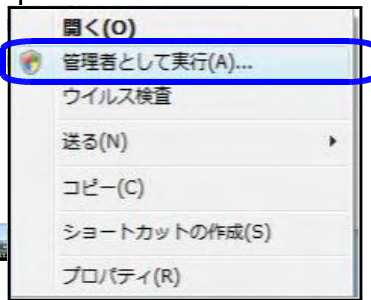 開く(O)
管理者として実行(A)...
ウイルス検査
送る(N)
コピー(C)
ショートカットの作成(S)
プロパティ(R)